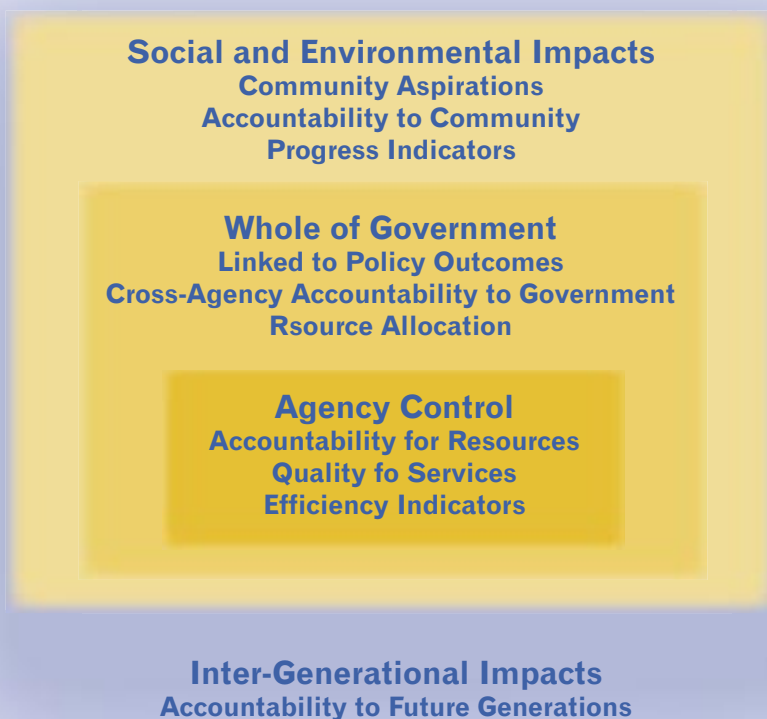 Social and Environmental Impacts
Community Aspirations
Accountability to Community
Progress Indicators
Whole of Government
Linked to Policy Outcomes
Cross-Agency Accountability to Government
Rsource Allocation
Agency Control
Accountability for Resources
Quality fo Services
Efficiency Indicators
Inter-Generational Impacts
Accountability to Future Generations